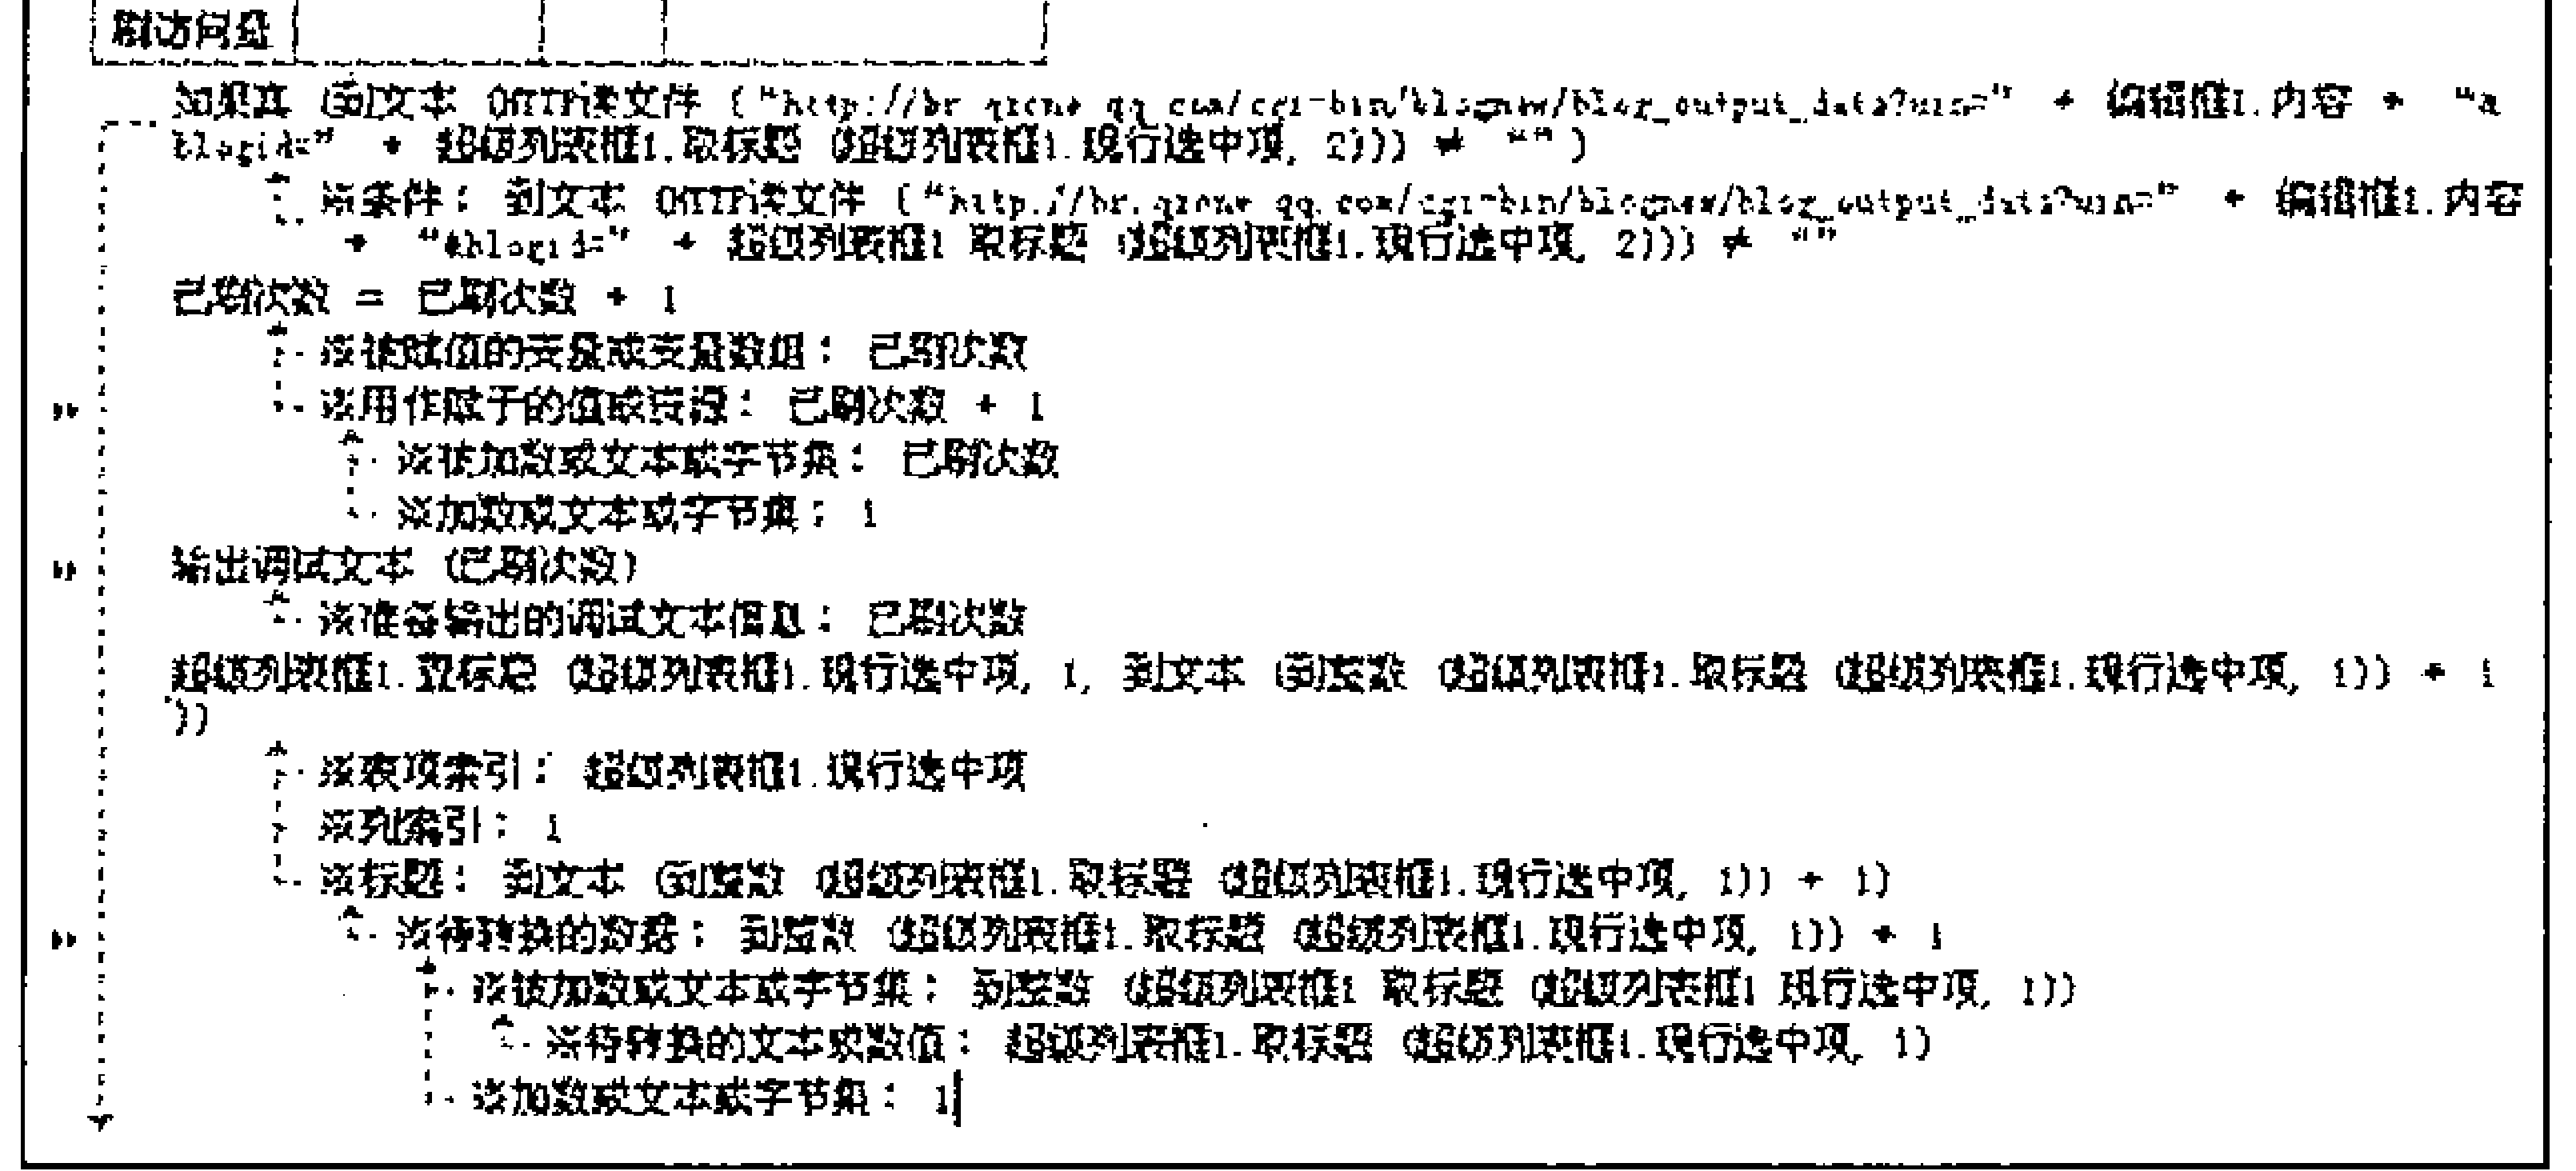 刷访问量
如果真 (到文本 (HTTP读文件 (“http://br.qzone.qq.com/cgi-bin/blognew/blog_output_data?uin=” + 编辑框1.内容 + “&
blogid=” + 超级列表框1.取标题 (超级列表框1.现行选中项, 2))) ≠ “”)
※条件: 到文本 (HTTP读文件 (“http://br.qzone.qq.com/cgi-bin/blognew/blog_output_data?uin=” + 编辑框1.内容
+ “&blogid=” + 超级列表框1.取标题 (超级列表框1.现行选中项, 2))) ≠ “”
已刷次数 = 已刷次数 + 1
※被赋值的变量或变量数组: 已刷次数
※用作赋于的值或资源: 已刷次数 + 1
※被加数或文本或字节集: 已刷次数
※加数或文本或字节集: 1
输出调试文本 (已刷次数)
※准备输出的调试文本信息: 已刷次数
超级列表框1.置标题 (超级列表框1.现行选中项, 1, 到文本 (到整数 (超级列表框1.取标题 (超级列表框1.现行选中项, 1)) + 1
))
※表项索引: 超级列表框1.现行选中项
※列索引: 1
※标题: 到文本 (到整数 (超级列表框1.取标题 (超级列表框1.现行选中项, 1)) + 1)
※待转换的数据: 到整数 (超级列表框1.取标题 (超级列表框1.现行选中项, 1)) + 1
※被加数或文本或字节集: 到整数 (超级列表框1.取标题 (超级列表框1.现行选中项, 1))
※待转换的文本或数值: 超级列表框1.取标题 (超级列表框1.现行选中项, 1)
※加数或文本或字节集: 1